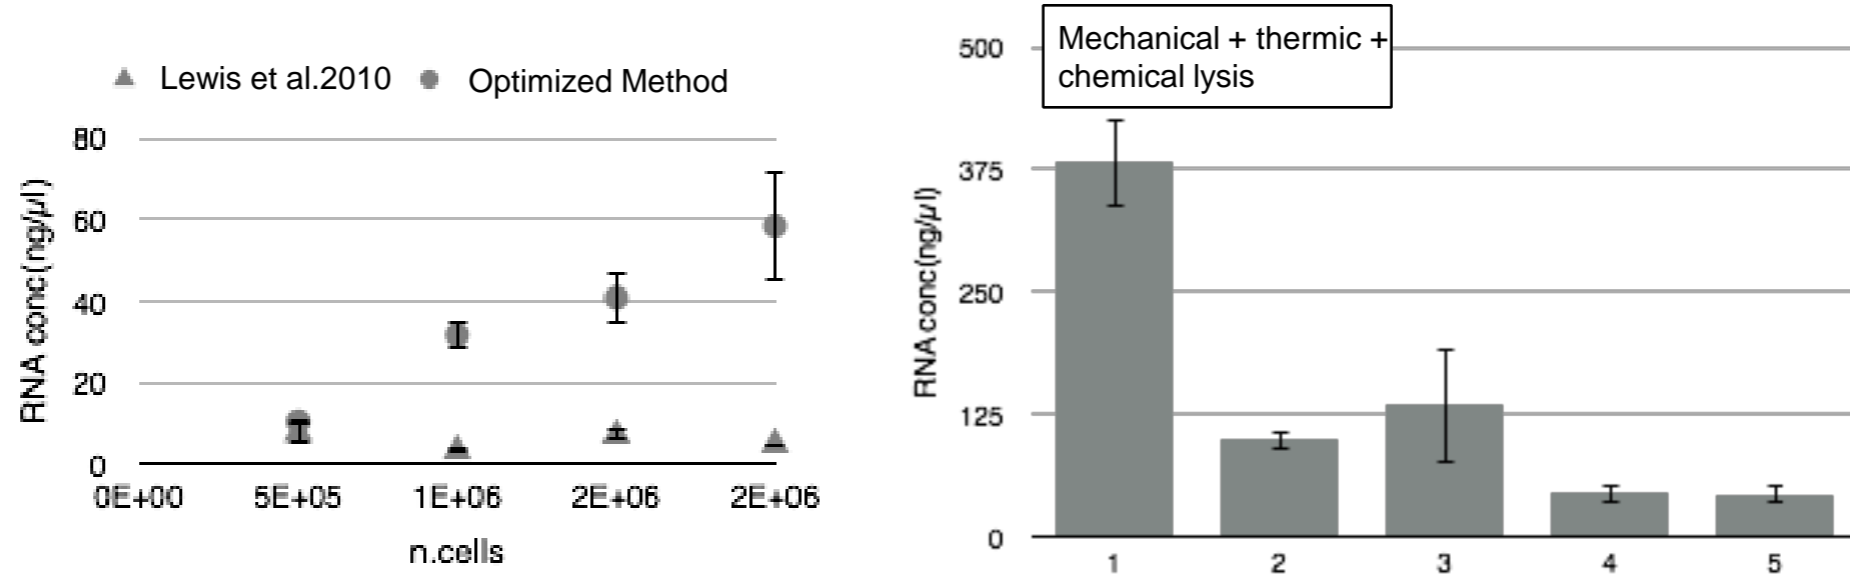 Lewis et al.2010 Optimized Method
80
60
40
20
0
RNA conc(ng/µl)
0E+00 5E+05 1E+06 2E+06 2E+06
n.cells
Mechanical + thermic +
chemical lysis
500
375
250
125
0
RNA conc(ng/µl)
1 2 3 4 5